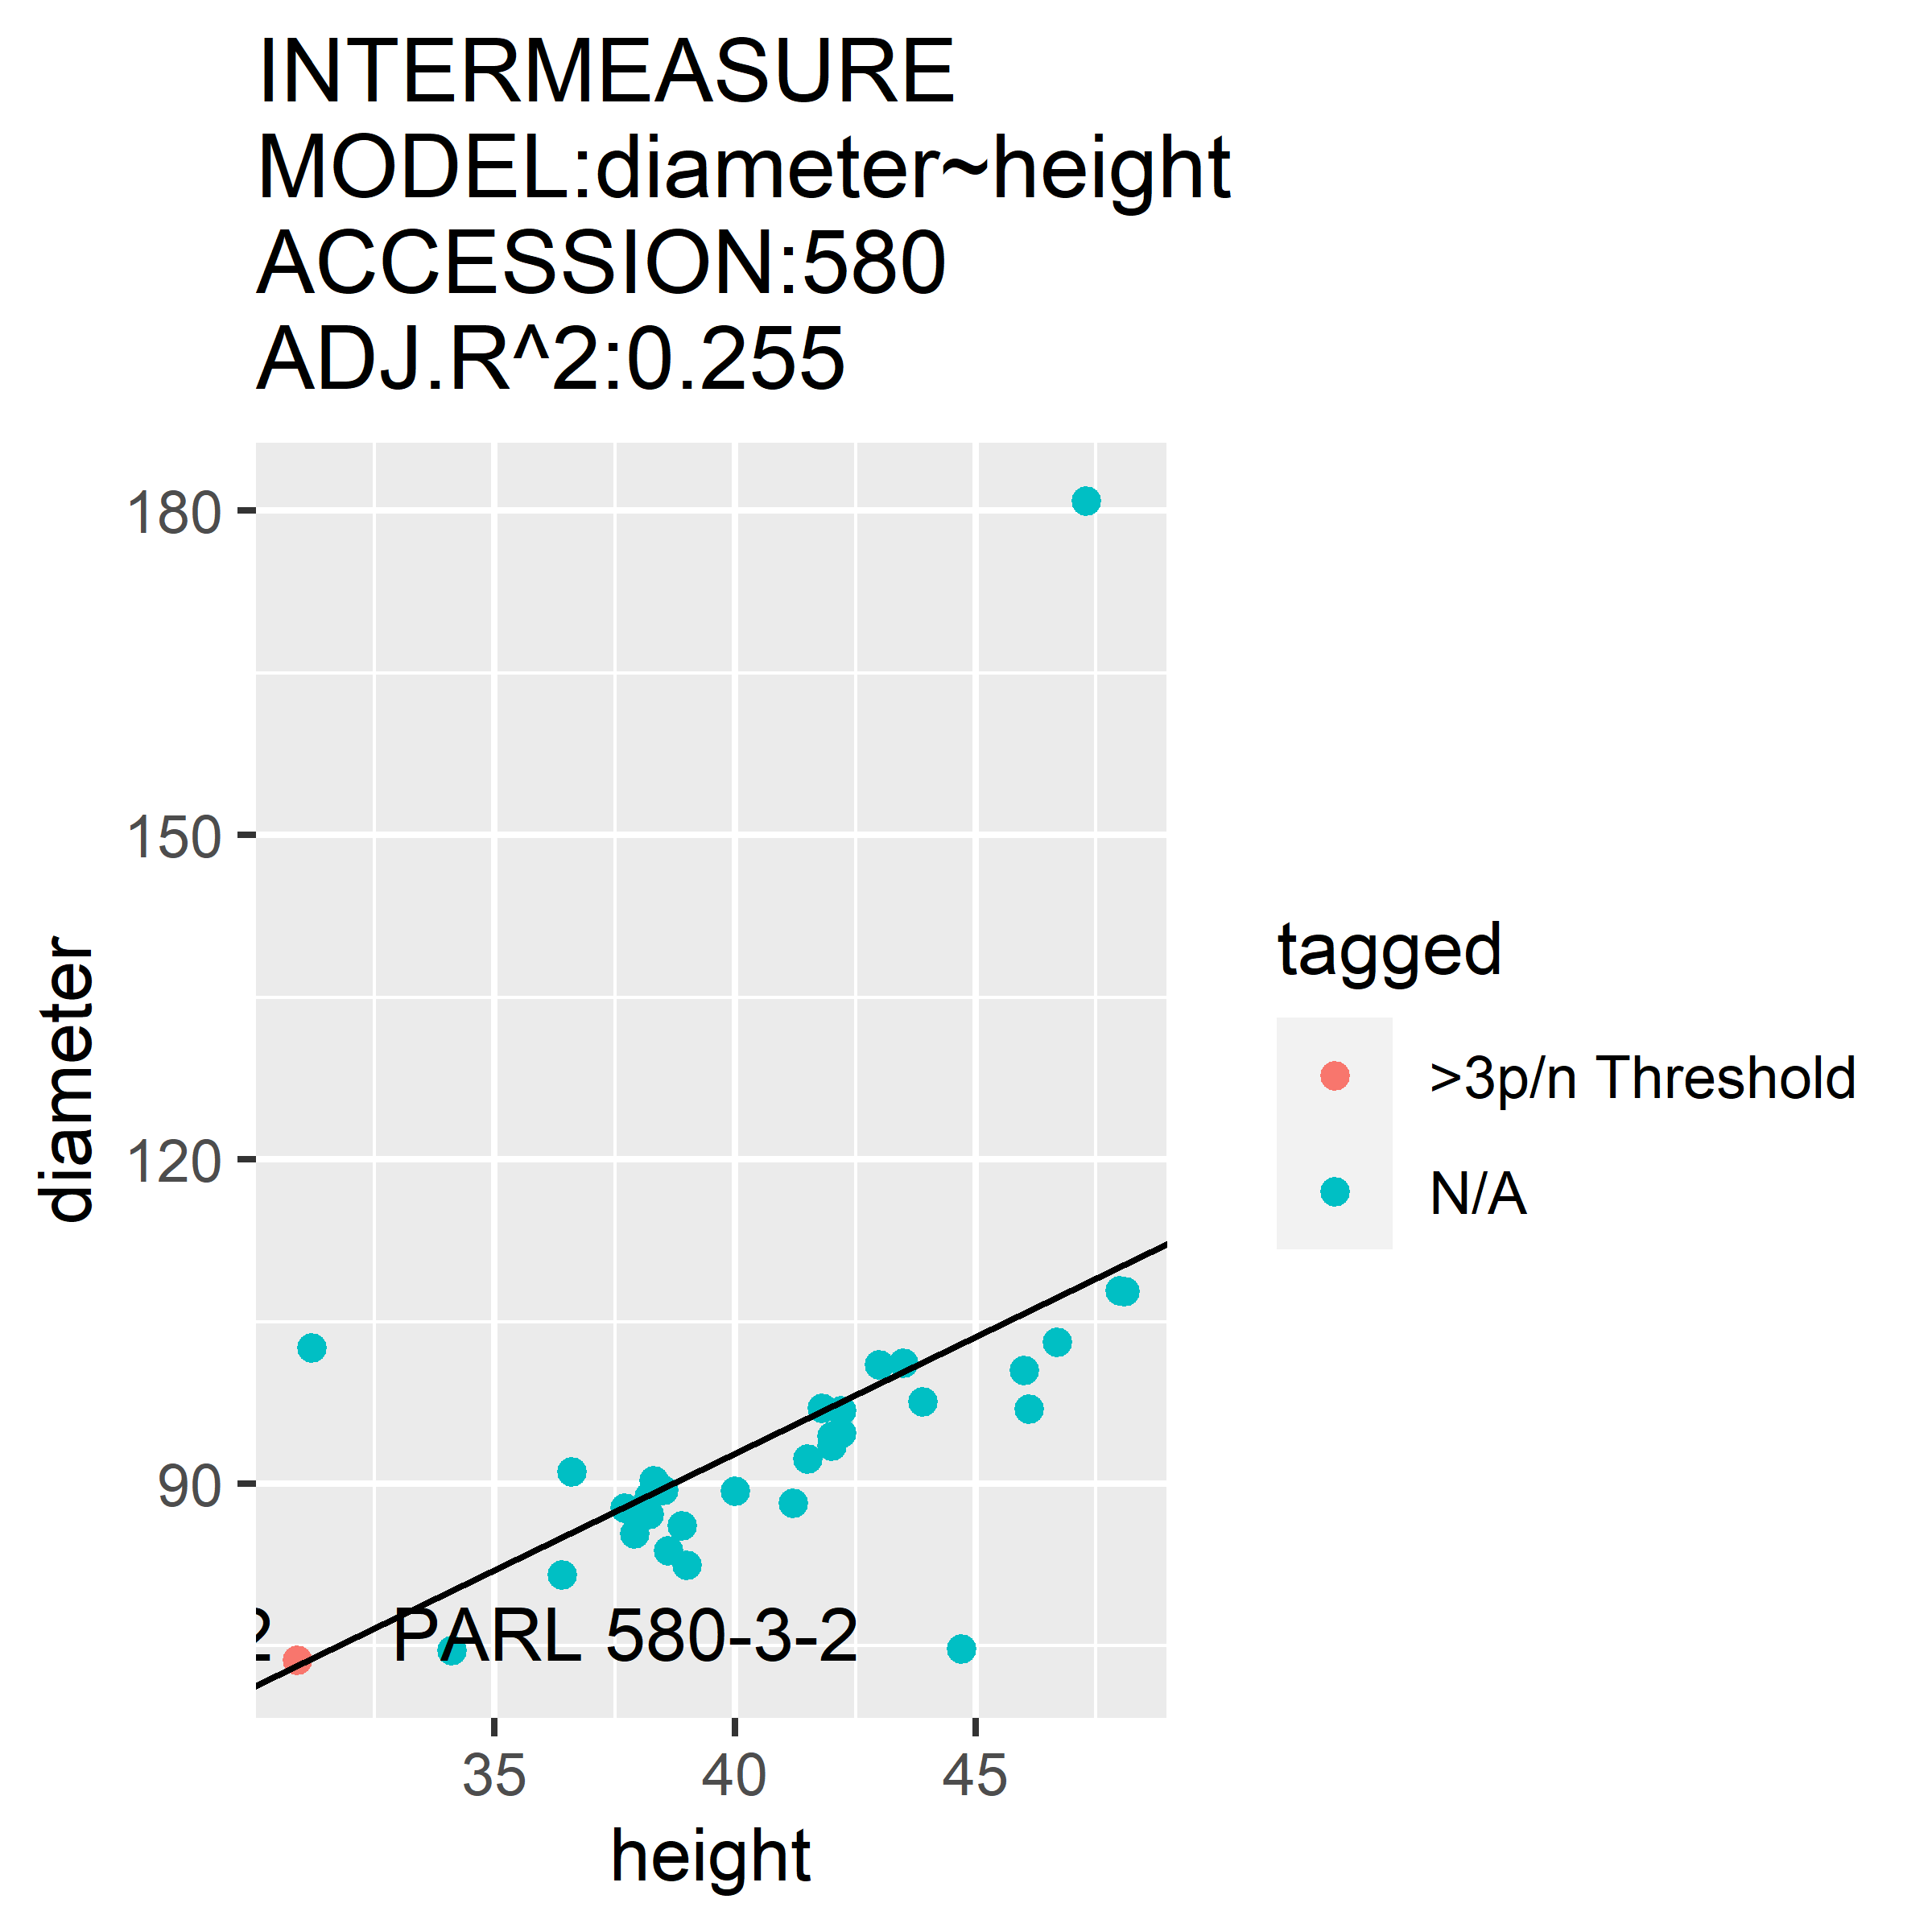 INTERMEASURE
MODEL:diameter~height
ACCESSION:580
ADJ.R^2:0.255
180
150
120
90
diameter
2
PARL 580-3-2
35
40
45
height
tagged
>3p/n Threshold
N/A